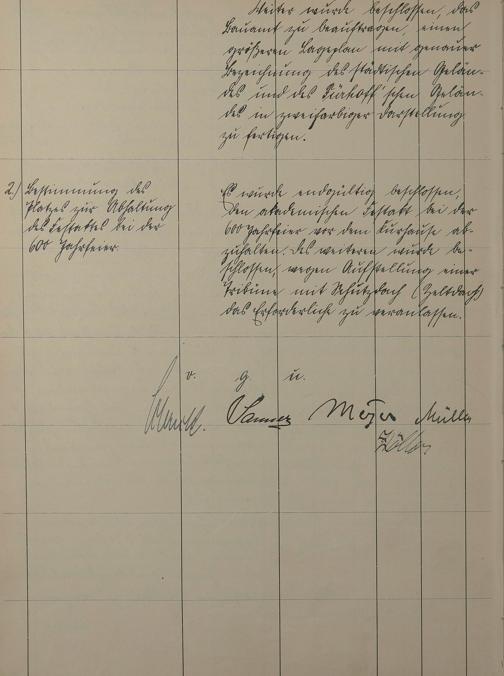 Weiter wurde beschlossen, das
Bauamt zu beauftragen, einen
größeren Lageplan mit genauer
Bezeichnung des städtischen Gelän-
des und des schen Gelän-
des in zweifarbiger Darstellung
zu fertigen.
2.) Bestimmung des
Platzes zur Abhaltung
des Festaktes bei der
600 Jahrfeier.
Es wurde endgültig beschlossen,
den akademischen Festakt bei der
600 Jahrfeier vor dem Kurhause ab-
zuhalten. Des weiteren wurde be-
schlossen, wegen Aufstellung einer
Tribüne mit Schutzdach (Zeltdach)
das Erforderliche zu veranlassen.
v. g. u.
Meyer Müller